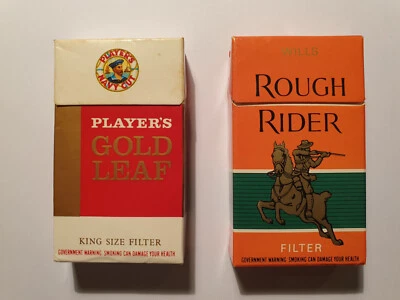 PLAYER'S
NAVY CUT
PLAYER'S
GOLD
LEAF
KING SIZE FILTER
GOVERNMENT WARNING SMOKING CAN DAMAGE YOUR HEALTH
WILLS
ROUGH
RIDER
FILTER
GOVERNMENT WARNING, SMOKING CAN DAMAGE YOUR HEALTH